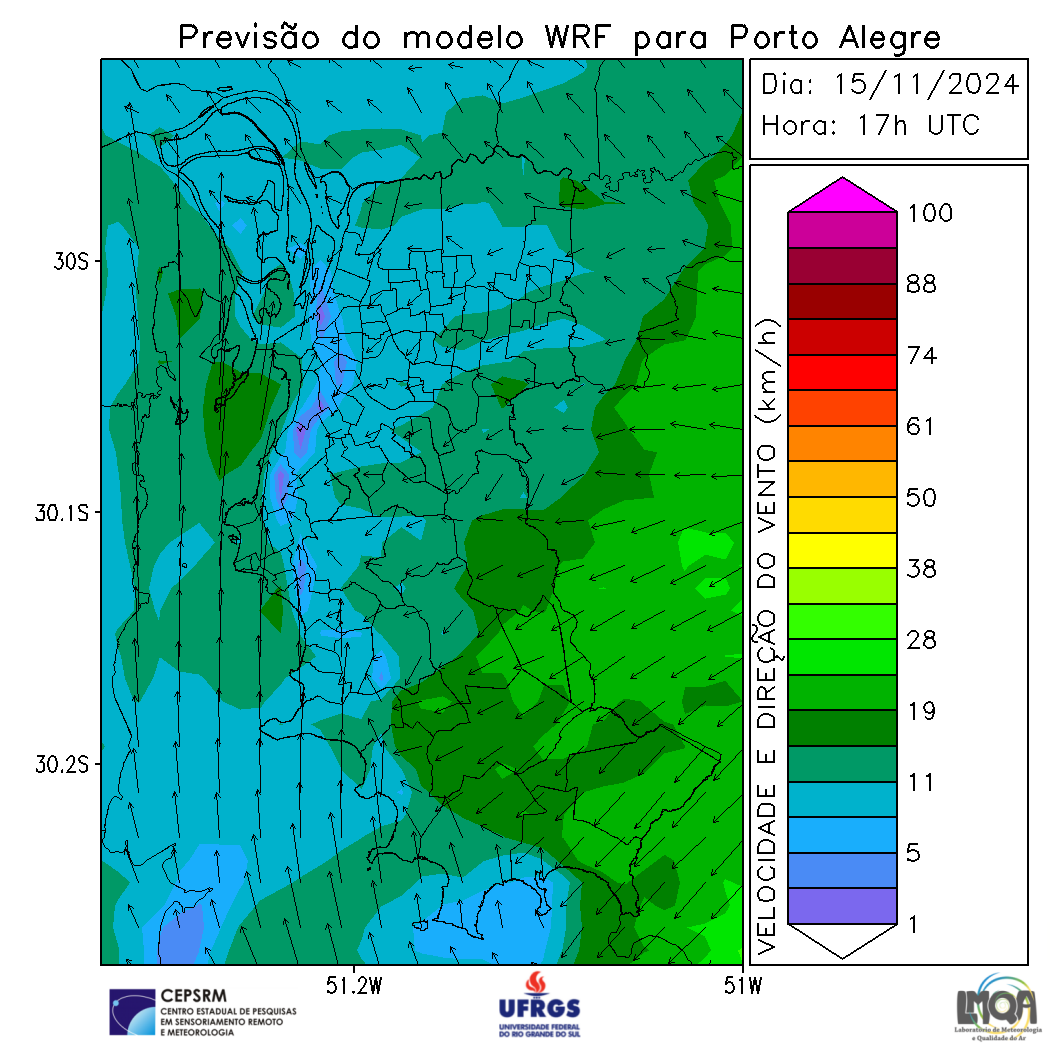 Previsão do modelo WRF para Porto Alegre
Dia: 15/11/2024
Hora: 17h UTC
30S
30.1S
30.2S
51.2W
51W
VELOCIDADE E DIREÇÃO DO VENTO (km/h)
100
88
74
61
50
38
28
19
11
5
1
CEPSRM
CENTRO ESTADUAL DE PESQUISAS
EM SENSORIAMENTO REMOTO
E METEOROLOGIA
UFRGS
UNIVERSIDADE FEDERAL
DO RIO GRANDE DO SUL
LMQA
Laboratório de Meteorologia
e Qualidade do Ar